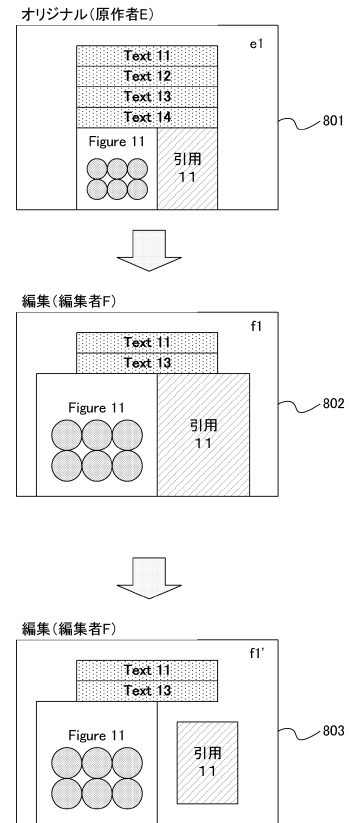 オリジナル(原作者E)
e1
Text 11
Text 12
Text 13
Text 14
Figure 11
引用
11
801
編集(編集者F)
f1
Text 11
Text 13
Figure 11
引用
11
802
編集(編集者F)
f1'
Text 11
Text 13
Figure 11
引用
11
803